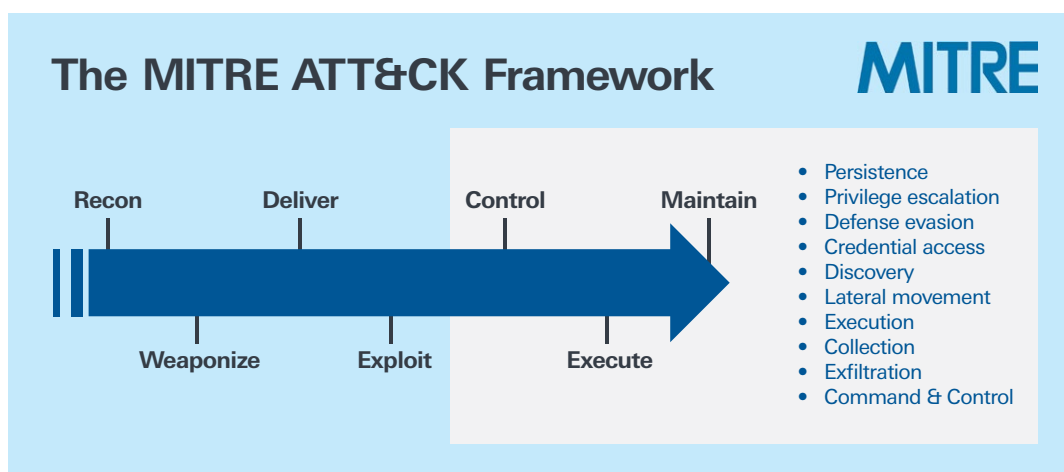 The MITRE ATT&CK Framework
MITRE
Recon
Deliver
Control
Maintain
Weaponize
Exploit
Execute
• Persistence
• Privilege escalation
• Defense evasion
• Credential access
• Discovery
• Lateral movement
• Execution
• Collection
• Exfiltration
• Command & Control